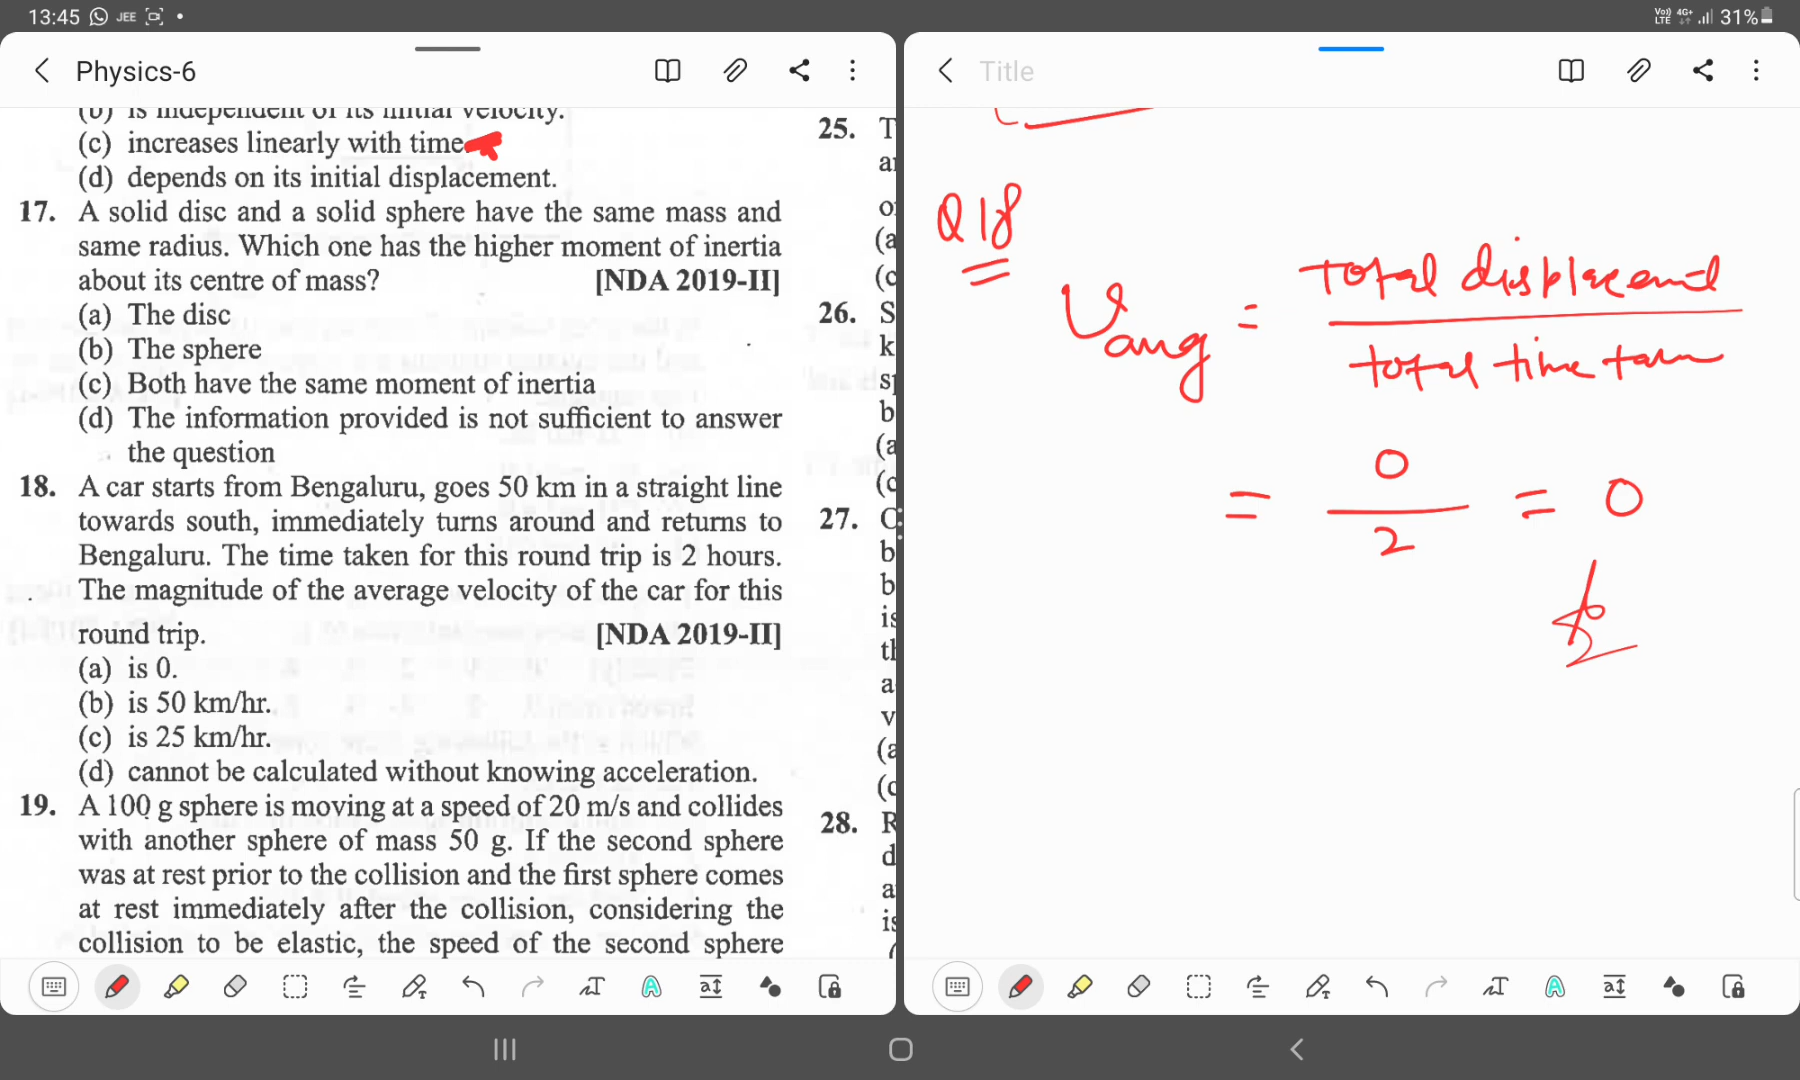 13:45 JEE
Vo)) LTE 4G+ 31%
Physics-6
(b) is independent of its initial velocity.
(c) increases linearly with time.
(d) depends on its initial displacement.
17. A solid disc and a solid sphere have the same mass and
same radius. Which one has the higher moment of inertia
about its centre of mass? [NDA 2019-II]
(a) The disc
(b) The sphere
(c) Both have the same moment of inertia
(d) The information provided is not sufficient to answer
the question
18. A car starts from Bengaluru, goes 50 km in a straight line
towards south, immediately turns around and returns to
Bengaluru. The time taken for this round trip is 2 hours.
The magnitude of the average velocity of the car for this
round trip. [NDA 2019-II]
(a) is 0.
(b) is 50 km/hr.
(c) is 25 km/hr.
(d) cannot be calculated without knowing acceleration.
19. A 100 g sphere is moving at a speed of 20 m/s and collides
with another sphere of mass 50 g. If the second sphere
was at rest prior to the collision and the first sphere comes
at rest immediately after the collision, considering the
collision to be elastic, the speed of the second sphere
25. T
(a
(c
26. S
k
b
(a
(c
27. C
b
b
is
a
v
(a
(c
28. R
d
a
is
Title
Q18
= total
total time
= 0/2 = 0